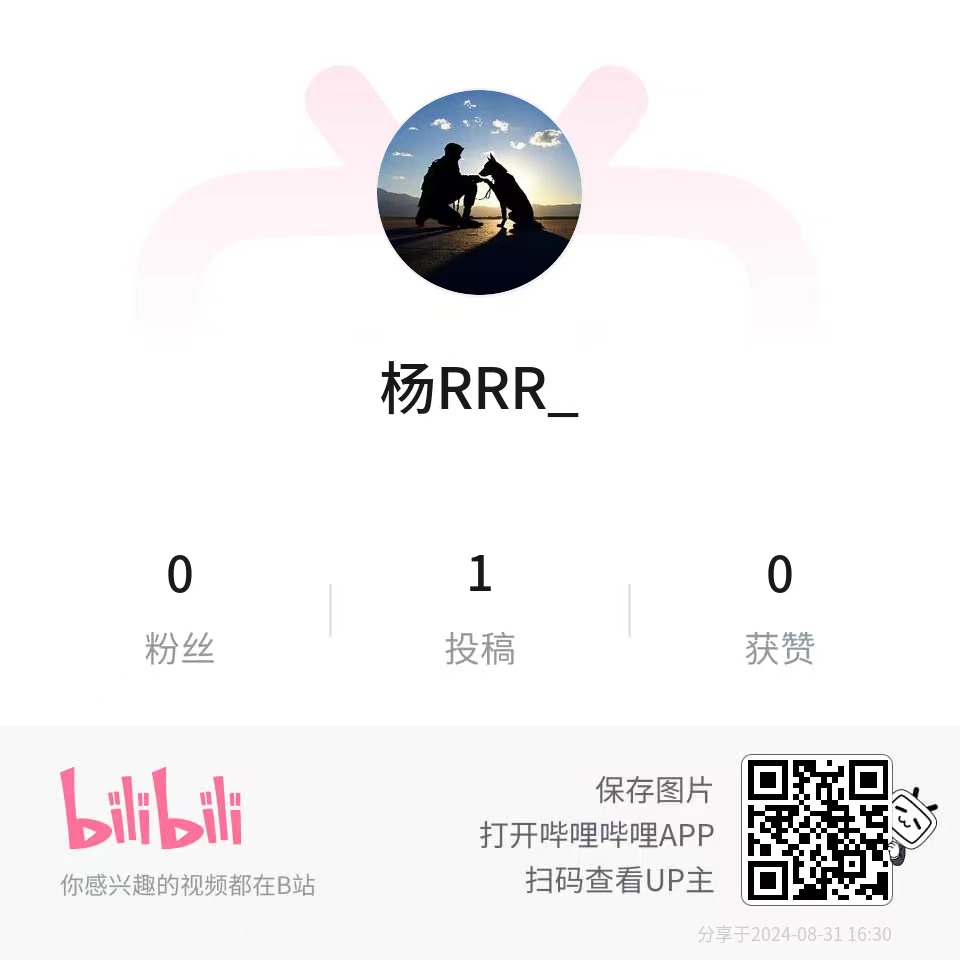 杨RRR_
0
1
0
粉丝
投稿
获赞
bilibili
你感兴趣的视频都在B站
保存图片
打开哔哩哔哩APP
扫码查看UP主
分享于2024-08-31 16:30